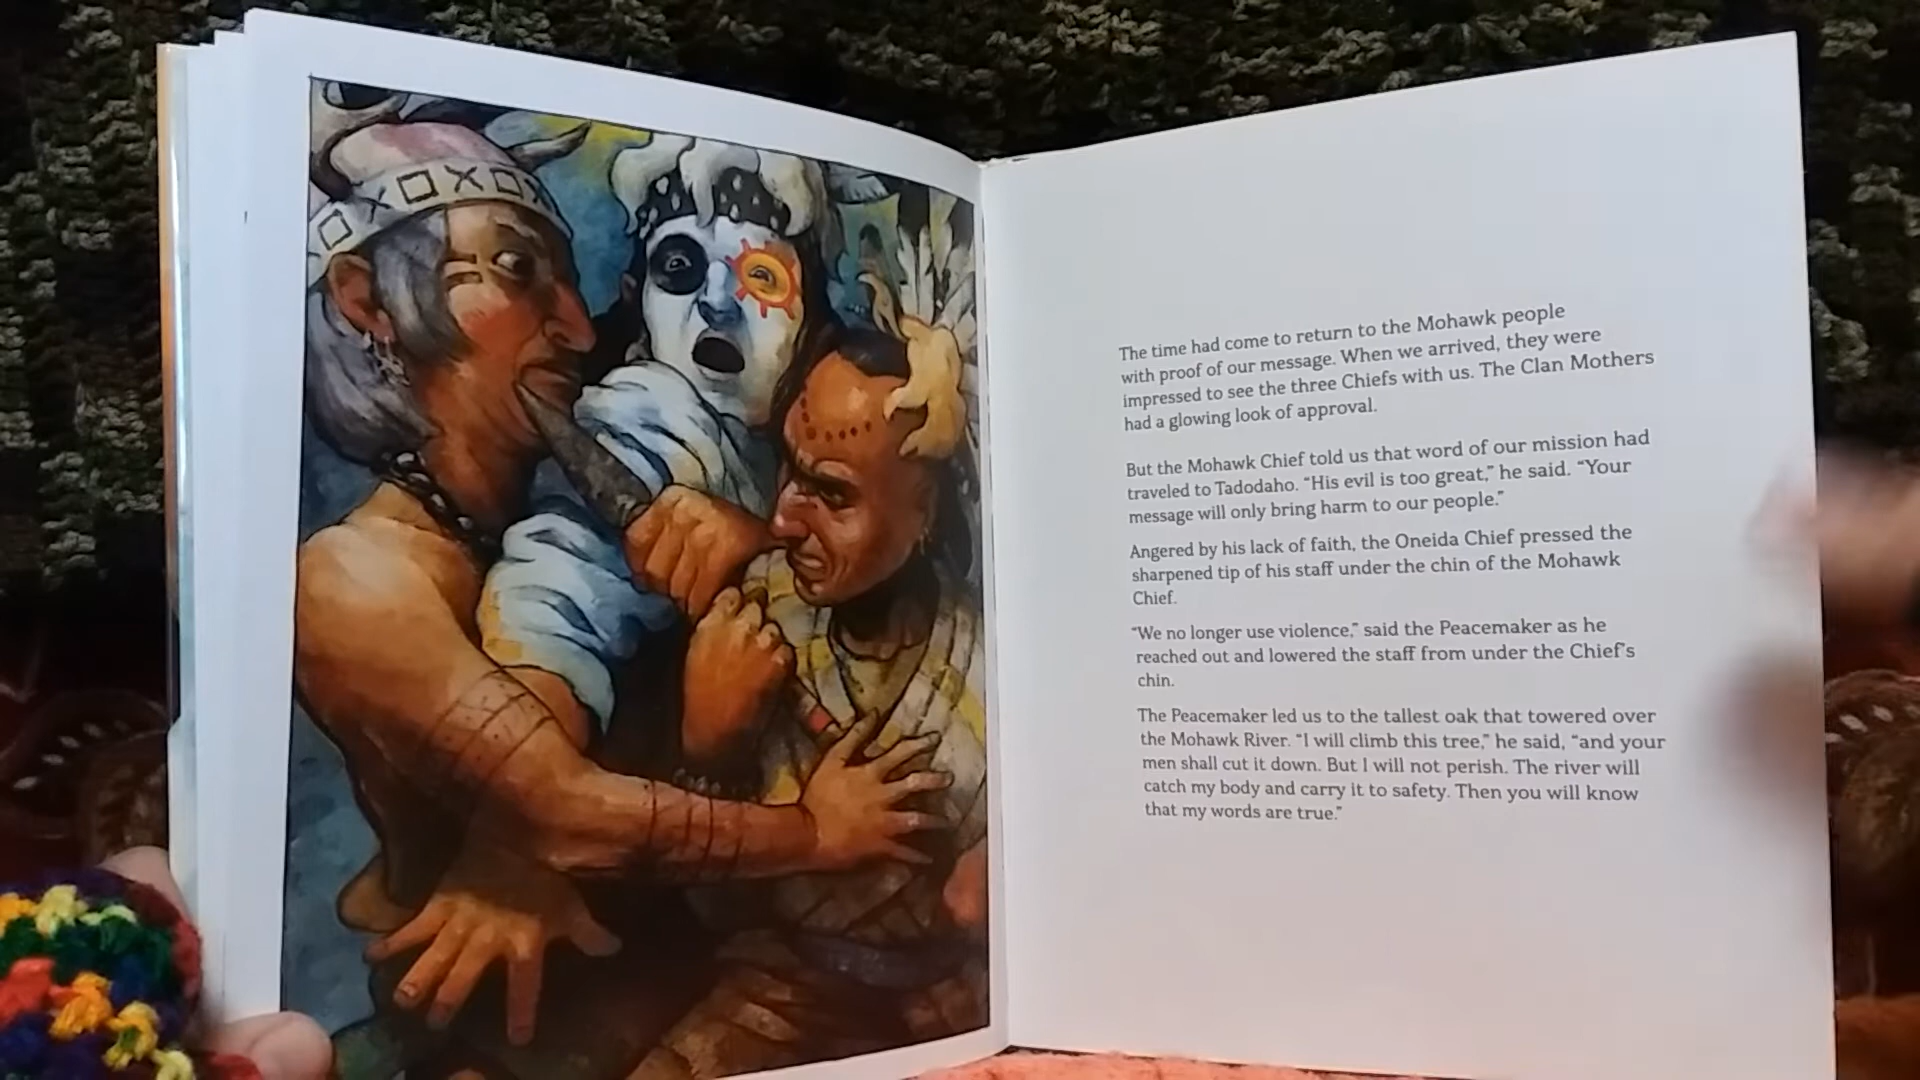 The time had come to return to the Mohawk people
with proof of our message. When we arrived, they were
impressed to see the three Chiefs with us. The Clan Mothers
had a glowing look of approval.
But the Mohawk Chief told us that word of our mission had
traveled to Tadodaho. “His evil is too great,” he said. “Your
message will only bring harm to our people.”
Angered by his lack of faith, the Oneida Chief pressed the
sharpened tip of his staff under the chin of the Mohawk
Chief.
“We no longer use violence,” said the Peacemaker as he
reached out and lowered the staff from under the Chief’s
chin.
The Peacemaker led us to the tallest oak that towered over
the Mohawk River. “I will climb this tree,” he said, “and your
men shall cut it down. But I will not perish. The river will
catch my body and carry it to safety. Then you will know
that my words are true.”